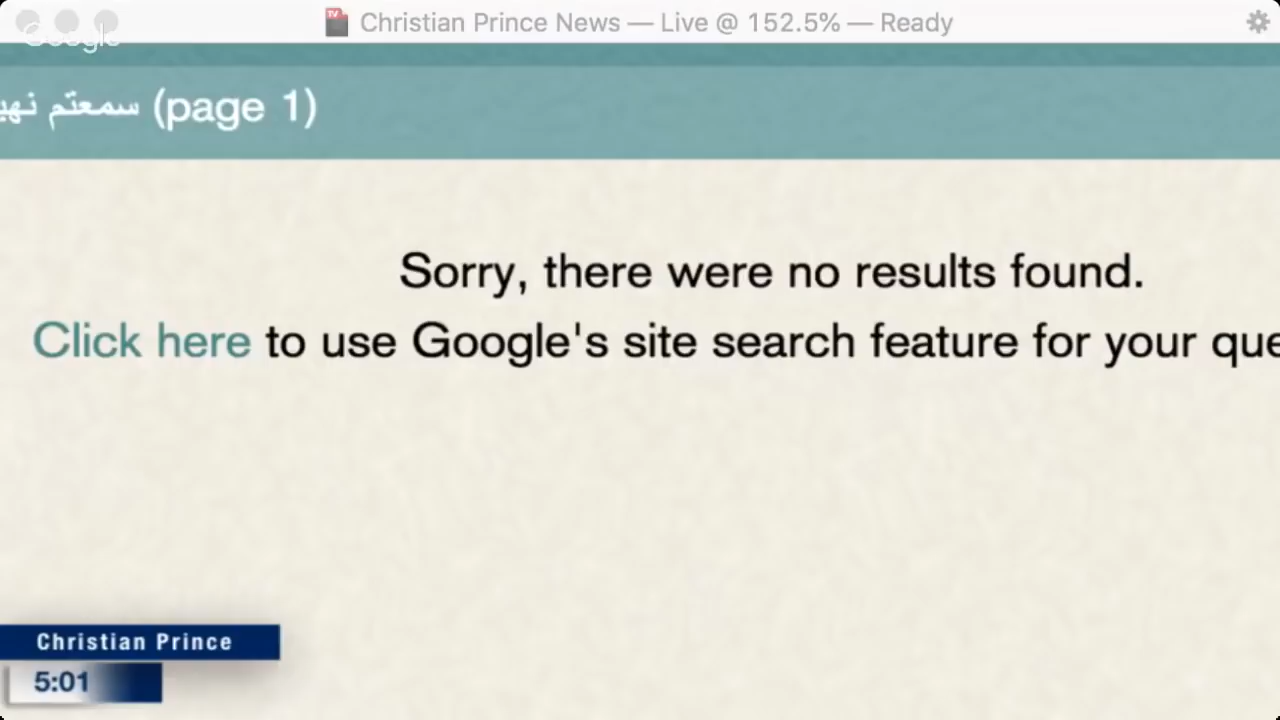 Christian Prince News — Live @ 152.5% — Ready
Google
سمعتم (page 1)
Sorry, there were no results found.
Click here to use Google's site search feature for your
Christian Prince
5:01